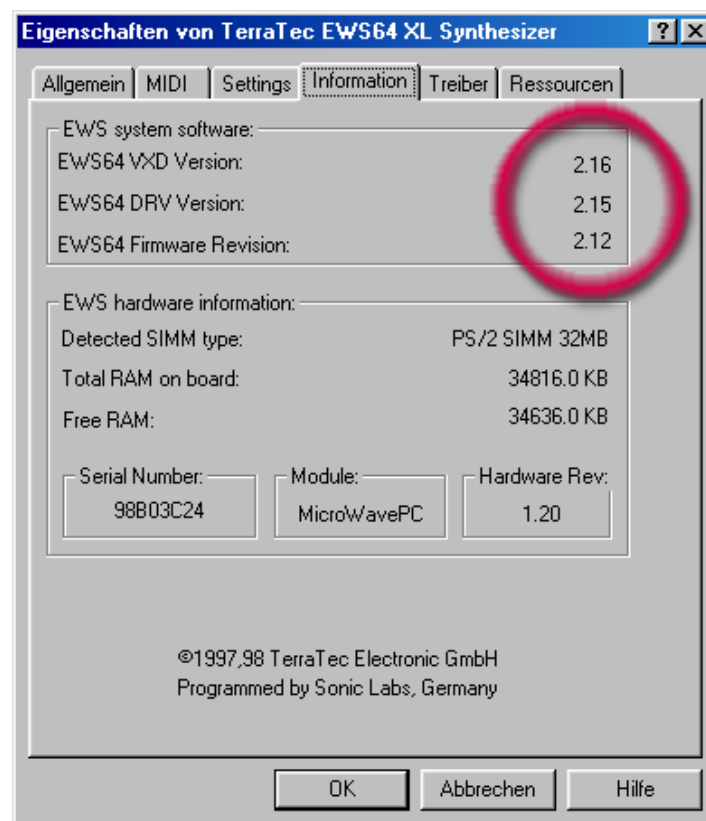 Eigenschaften von TerraTec EWS64 XL Synthesizer
Allgemein MIDI Settings Information Treiber Ressourcen
EWS system software:
EWS64 VXD Version: 2.16
EWS64 DRV Version: 2.15
EWS64 Firmware Revision: 2.12
EWS hardware information:
Detected SIMM type: PS/2 SIMM 32MB
Total RAM on board: 34816.0 KB
Free RAM: 34636.0 KB
Serial Number: Module: Hardware Rev:
98B03C24 MicroWavePC 1.20
©1997,98 TerraTec Electronic GmbH
Programmed by Sonic Labs, Germany
OK Abbrechen Hilfe